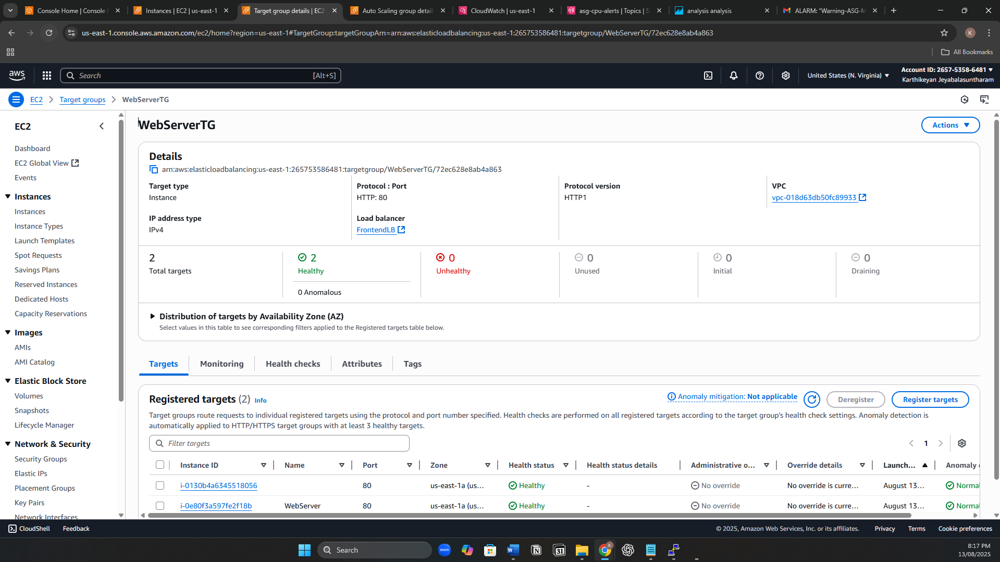 Console Home | Console
Instances | EC2 | us-east-1
Target group details | EC2
Auto Scaling group detail
CloudWatch | us-east-1
asg-cpu-alerts | Topics | S
analysis analysis
ALARM: "Warning-ASG-M
us-east-1.console.aws.amazon.com/ec2/home?region=us-east-1#TargetGroup:targetGroupArn=arn:aws:elasticloadbalancing:us-east-1:265753586481:targetgroup/WebServerTG/72ec628e8ab4a863
K
All Bookmarks
aws
Search
[Alt+S]
United States (N. Virginia)
Account ID: 2657-5358-6481
Karthikeyan Jeyabalasuntharam
EC2
Target groups
WebServerTG
EC2
Dashboard
EC2 Global View
Events
Instances
Instances
Instance Types
Launch Templates
Spot Requests
Savings Plans
Reserved Instances
Dedicated Hosts
Capacity Reservations
Images
AMIs
AMI Catalog
Elastic Block Store
Volumes
Snapshots
Lifecycle Manager
Network & Security
Security Groups
Elastic IPs
Placement Groups
Key Pairs
Network Interfaces
WebServerTG
Actions
Details
arn:aws:elasticloadbalancing:us-east-1:265753586481:targetgroup/WebServerTG/72ec628e8ab4a863
Target type
Instance
Protocol : Port
HTTP: 80
Protocol version
HTTP1
VPC
vpc-018d63db50fc89933
IP address type
IPv4
Load balancer
FrontendLB
2
Total targets
2
Healthy
0 Anomalous
0
Unhealthy
0
Unused
0
Initial
0
Draining
Distribution of targets by Availability Zone (AZ)
Select values in this table to see corresponding filters applied to the Registered targets table below.
Targets
Monitoring
Health checks
Attributes
Tags
Registered targets (2) Info
Anomaly mitigation: Not applicable
Deregister
Register targets
Target groups route requests to individual registered targets using the protocol and port number specified. Health checks are performed on all registered targets according to the target group's health check settings. Anomaly detection is
automatically applied to HTTP/HTTPS target groups with at least 3 healthy targets.
Filter targets
1
Instance ID Name Port Zone Health status Health status details Administrative o... Override details Launch... Anomaly
i-0130b4a6345518056 80 us-east-1a (us... Healthy - No override No override is curre... August 13... Normal
i-0e80f3a597fe2f18b WebServer 80 us-east-1a (us... Healthy - No override No override is curre... August 13... Normal
CloudShell
Feedback
© 2025, Amazon Web Services, Inc. or its affiliates.
Privacy
Terms
Cookie preferences
Search
zoom
W
N
31
K
8:17 PM
13/08/2025